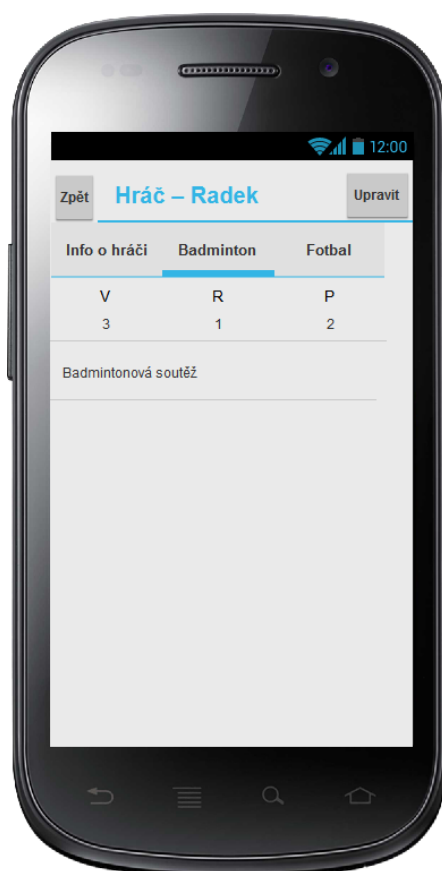 12:00
Zpět Hráč – Radek Upravit
Info o hráči Badminton Fotbal
V R P
3 1 2
Badmintonová soutěž